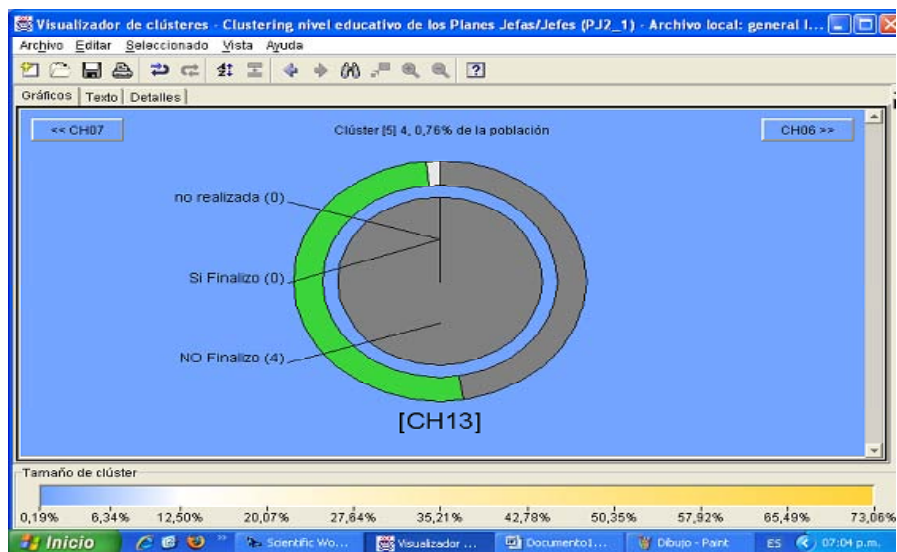 Visualizador de clústeres - Clustering nivel educativo de los Planes Jefas/Jefes (PJ2_1) - Archivo local: general l...
Archivo Editar Seleccionado Vista Ayuda
Gráficos Texto Detalles
<< CH07
Clúster [5] 4, 0,76% de la población
CH06 >>
no realizada (0)
Si Finalizo (0)
NO Finalizo (4)
[CH13]
Tamaño de clúster
0,19% 6,34% 12,50% 20,07% 27,64% 35,21% 42,78% 50,35% 57,92% 65,49% 73,06%
Inicio Scientific Wo... Visualizador ... Documento1... Dibujo - Paint ES 07:04 p.m.